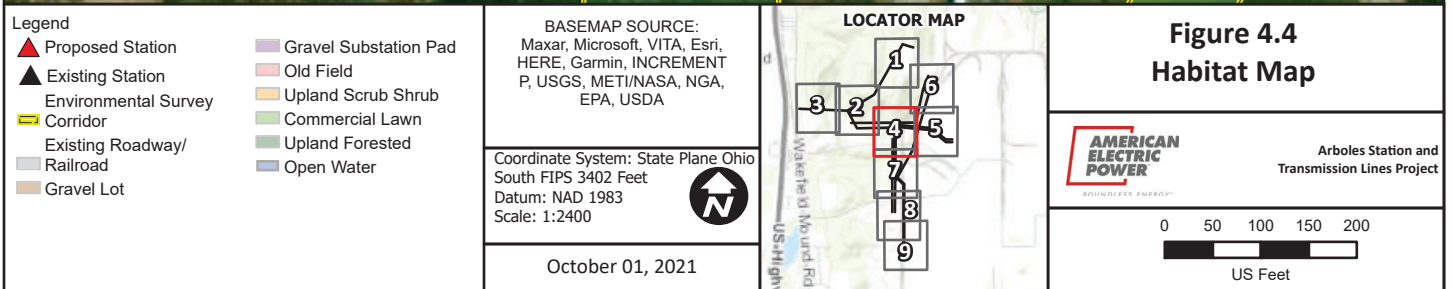 Legend
Proposed Station
Existing Station
Environmental Survey
Corridor
Existing Roadway/
Railroad
Gravel Lot
Gravel Substation Pad
Old Field
Upland Scrub Shrub
Commercial Lawn
Upland Forested
Open Water
BASEMAP SOURCE:
Maxar, Microsoft, VITA, Esri,
HERE, Garmin, INCREMENT
P, USGS, METI/NASA, NGA,
EPA, USDA
Coordinate System: State Plane Ohio
South FIPS 3402 Feet
Datum: NAD 1983
Scale: 1:2400
N
October 01, 2021
LOCATOR MAP
d
1
6
3
2
4
5
7
8
9
Wakefield Mound Rd
US-High
Figure 4.4
Habitat Map
AMERICAN
ELECTRIC
POWER
BOUNDLESS ENERGY
Arboles Station and
Transmission Lines Project
0 50 100 150 200
US Feet